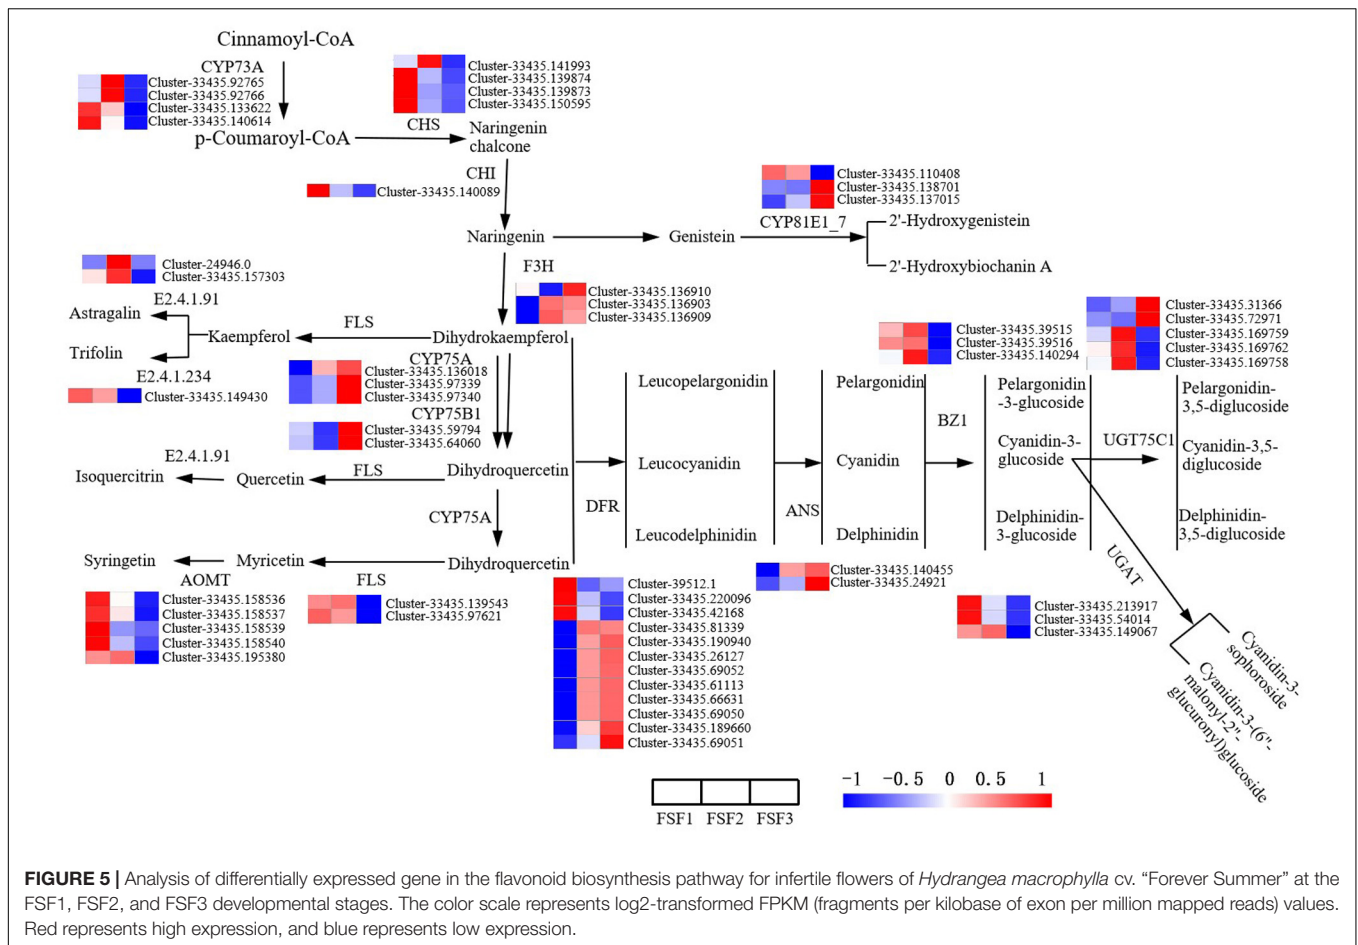 Cinnamoyl-CoA
CYP73A
Cluster-33435.92765
Cluster-33435.92766
Cluster-33435.133622
Cluster-33435.140614
Cluster-33435.141993
Cluster-33435.139874
Cluster-33435.139873
Cluster-33435.150595
p-Coumaroyl-CoA
CHS
Naringenin
chalcone
CHI
Cluster-33435.140089
Cluster-33435.110408
Cluster-33435.138701
Cluster-33435.137015
CYP81E1_7
Naringenin
Genistein
2'-Hydroxygenistein
2'-Hydroxybiochanin A
Cluster-24946.0
Cluster-33435.157303
F3H
Cluster-33435.136910
Cluster-33435.136903
Cluster-33435.136909
E2.4.1.91
Astragalin
Kaempferol
FLS
Dihydrokaempferol
Trifolin
E2.4.1.234
Cluster-33435.149430
CYP75A
Cluster-33435.136018
Cluster-33435.97339
Cluster-33435.97340
CYP75B1
Cluster-33435.59794
Cluster-33435.64060
Cluster-33435.39515
Cluster-33435.39516
Cluster-33435.140294
Cluster-33435.31366
Cluster-33435.72971
Cluster-33435.169759
Cluster-33435.169762
Cluster-33435.169758
Leucopelargonidin
Pelargonidin
BZ1
Pelargonidin
-3-glucoside
Pelargonidin-
3,5-diglucoside
E2.4.1.91
Isoquercitrin
Quercetin
FLS
Dihydroquercetin
Leucocyanidin
Cyanidin
Cyanidin-3-
glucoside
UGT75C1
Cyanidin-3,5-
diglucoside
CYP75A
DFR
ANS
Leucodelphinidin
Delphinidin
Delphinidin-
3-glucoside
Delphinidin-
3,5-diglucoside
UGAT
Syringetin
Myricetin
Dihydroquercetin
AOMT
FLS
Cluster-33435.158536
Cluster-33435.158537
Cluster-33435.158539
Cluster-33435.158540
Cluster-33435.195380
Cluster-33435.139543
Cluster-33435.97621
Cluster-39512.1
Cluster-33435.220096
Cluster-33435.42168
Cluster-33435.81339
Cluster-33435.190940
Cluster-33435.26127
Cluster-33435.69052
Cluster-33435.61113
Cluster-33435.66631
Cluster-33435.69050
Cluster-33435.189660
Cluster-33435.69051
Cluster-33435.140455
Cluster-33435.24921
Cluster-33435.213917
Cluster-33435.54014
Cluster-33435.149067
Cyanidin-3-
sophoroside
Cyanidin-3-(6"-
malonyl-2"-
glucuronyl)glucoside
-1 -0.5 0 0.5 1
FSF1 FSF2 FSF3
FIGURE 5 | Analysis of differentially expressed gene in the flavonoid biosynthesis pathway for infertile flowers of Hydrangea macrophylla cv. “Forever Summer” at the
FSF1, FSF2, and FSF3 developmental stages. The color scale represents log2-transformed FPKM (fragments per kilobase of exon per million mapped reads) values.
Red represents high expression, and blue represents low expression.